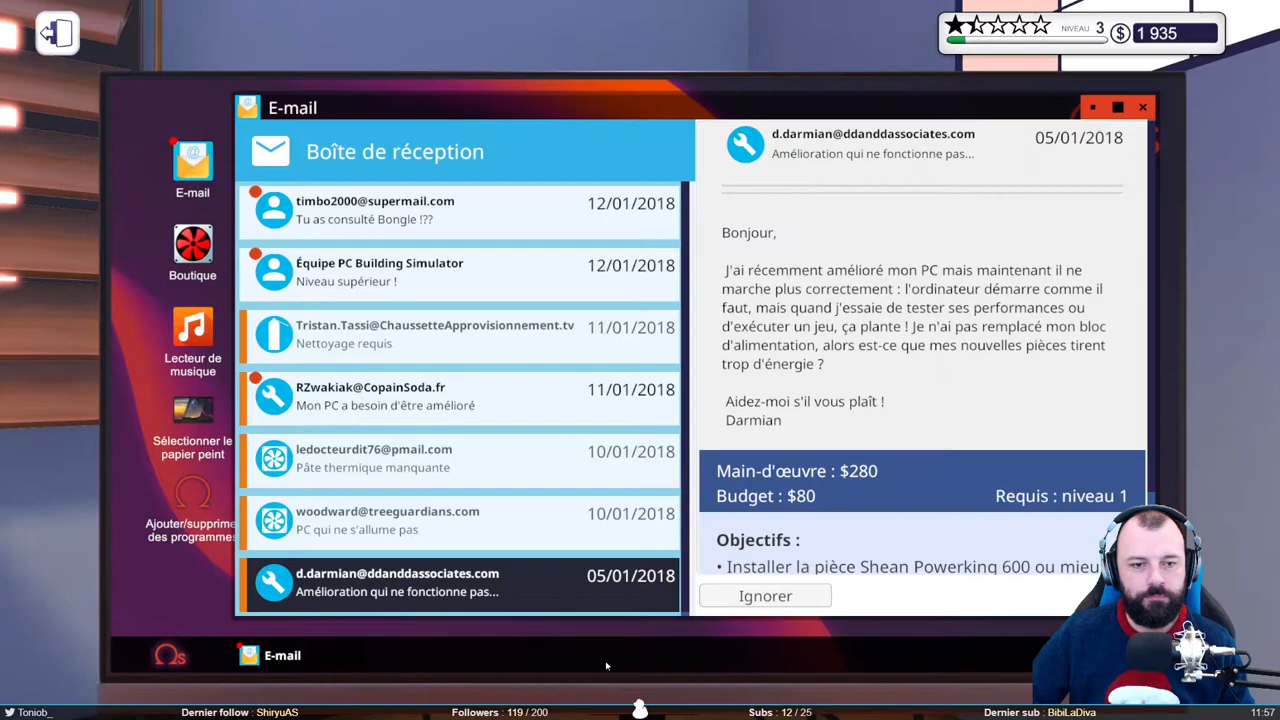 NIVEAU 3
$ 1 935
E-mail
Boîte de réception
E-mail
Boutique
Lecteur de
musique
Sélectionner le
papier peint
Ajouter/supprime
des programmes
timbo2000@supermail.com
12/01/2018
Tu as consulté Bongle !??
Équipe PC Building Simulator
12/01/2018
Niveau supérieur !
Tristan.Tassi@ChaussetteApprovisionnement.tv
11/01/2018
Nettoyage requis
RZwakiak@CopainSoda.fr
11/01/2018
Mon PC a besoin d'être amélioré
ledocteurdit76@pmail.com
10/01/2018
Pâte thermique manquante
woodward@treeguardians.com
10/01/2018
PC qui ne s'allume pas
d.darmian@ddanddassociates.com
05/01/2018
Amélioration qui ne fonctionne pas...
d.darmian@ddanddassociates.com
05/01/2018
Amélioration qui ne fonctionne pas...
Bonjour,
J'ai récemment amélioré mon PC mais maintenant il ne
marche plus correctement : l'ordinateur démarre comme il
faut, mais quand j'essaie de tester ses performances ou
d'exécuter un jeu, ça plante ! Je n'ai pas remplacé mon bloc
d'alimentation, alors est-ce que mes nouvelles pièces tirent
trop d'énergie ?
Aidez-moi s'il vous plaît !
Darmian
Main-d'œuvre : $280
Budget : $80
Requis : niveau 1
Objectifs :
• Installer la pièce Shean Powerking 600 ou mieu
Ignorer
Ωs
E-mail
Toniob_
Dernier follow : ShiryuAS
Followers : 119 / 200
Subs : 12 / 25
Dernier sub : BibiLaDiva
11:57